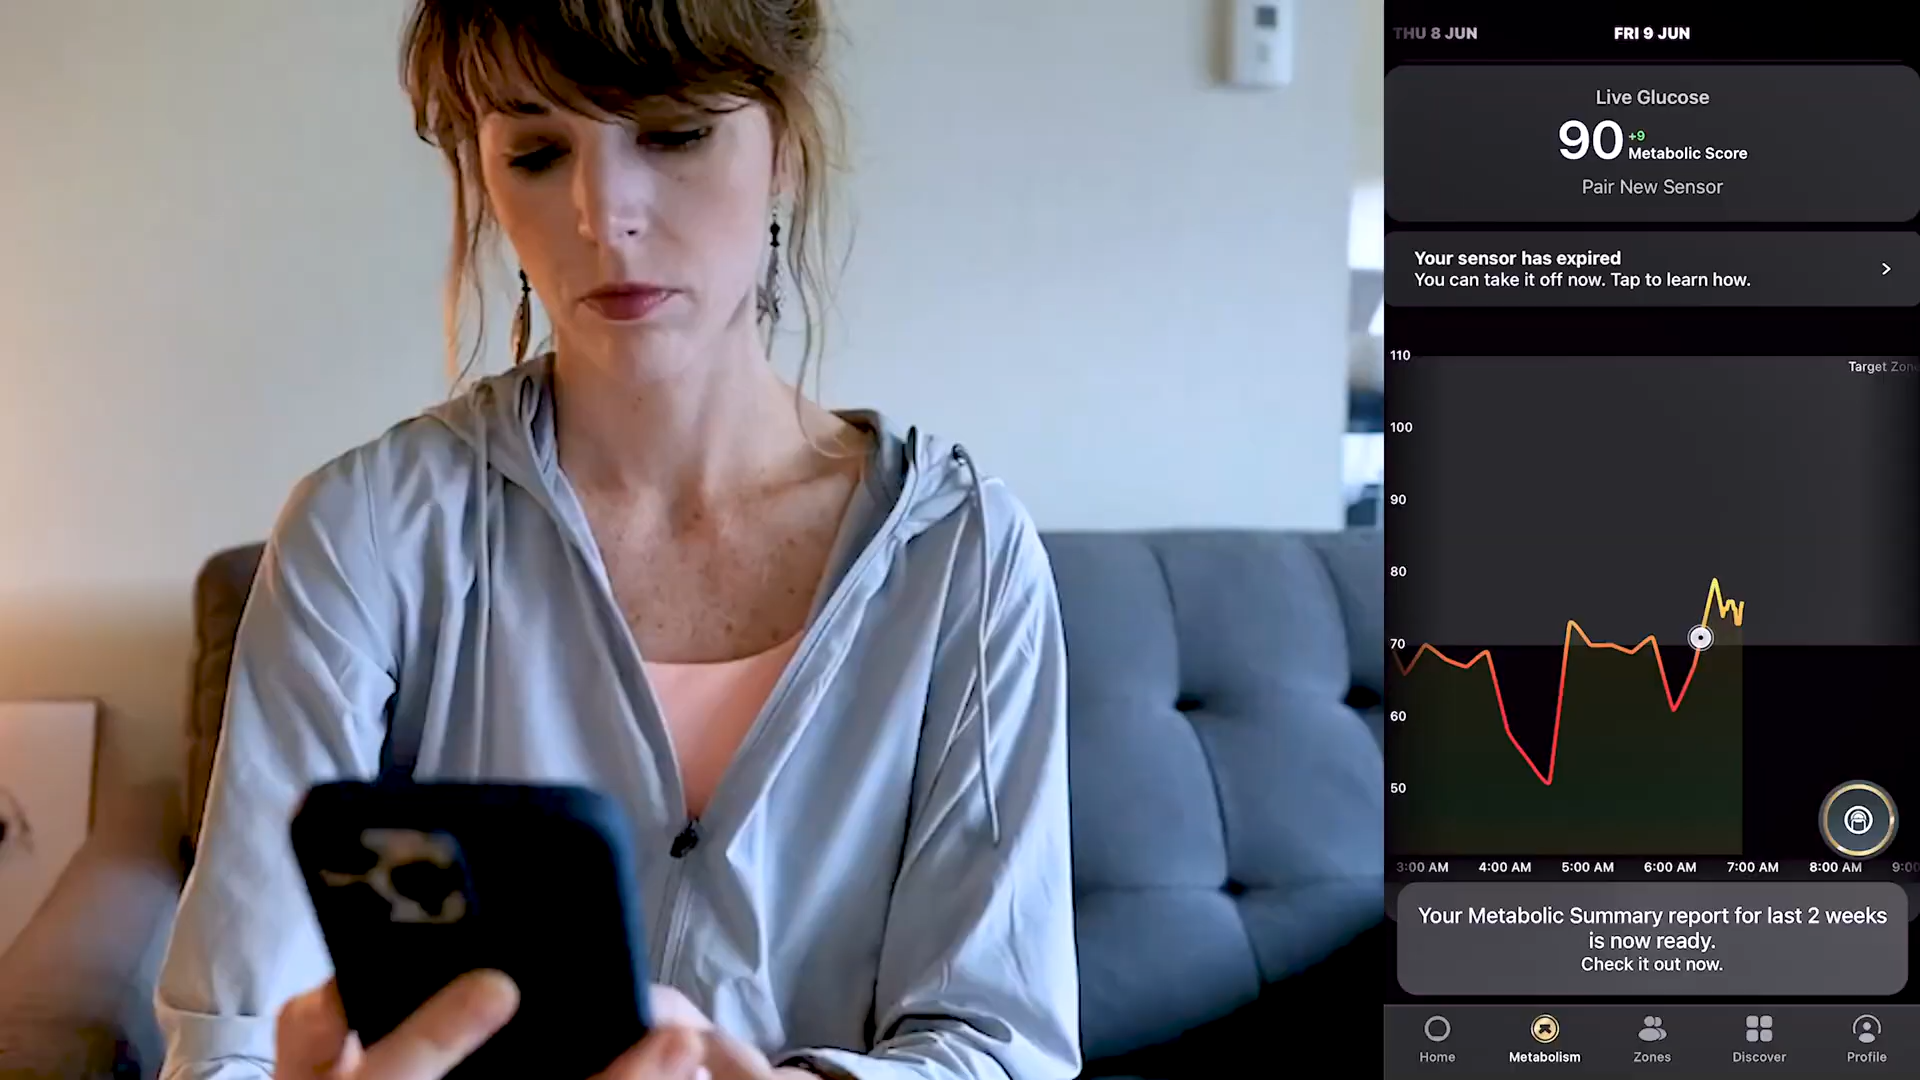 THU 8 JUN
FRI 9 JUN
Live Glucose
90
+9
Metabolic Score
Pair New Sensor
Your sensor has expired
You can take it off now. Tap to learn how.
110
Target Zon
100
90
80
70
60
50
3:00 AM 4:00 AM 5:00 AM 6:00 AM 7:00 AM 8:00 AM 9:00
Your Metabolic Summary report for last 2 weeks
is now ready.
Check it out now.
Home Metabolism Zones Discover Profile